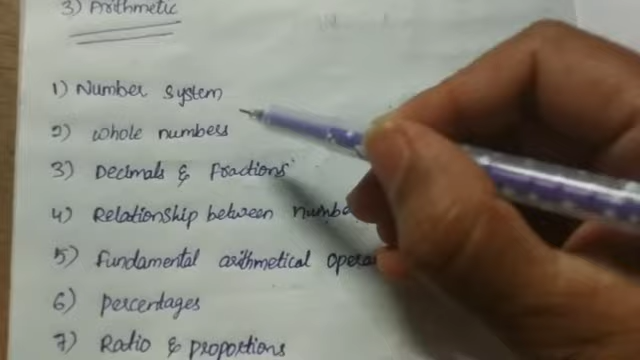 3) Arithmetic
1) Number system
2) Whole numbers
3) Decimals & fractions
4) Relationship between
5) Fundamental arithmetical
6) Percentages
7) Ratio & proportions